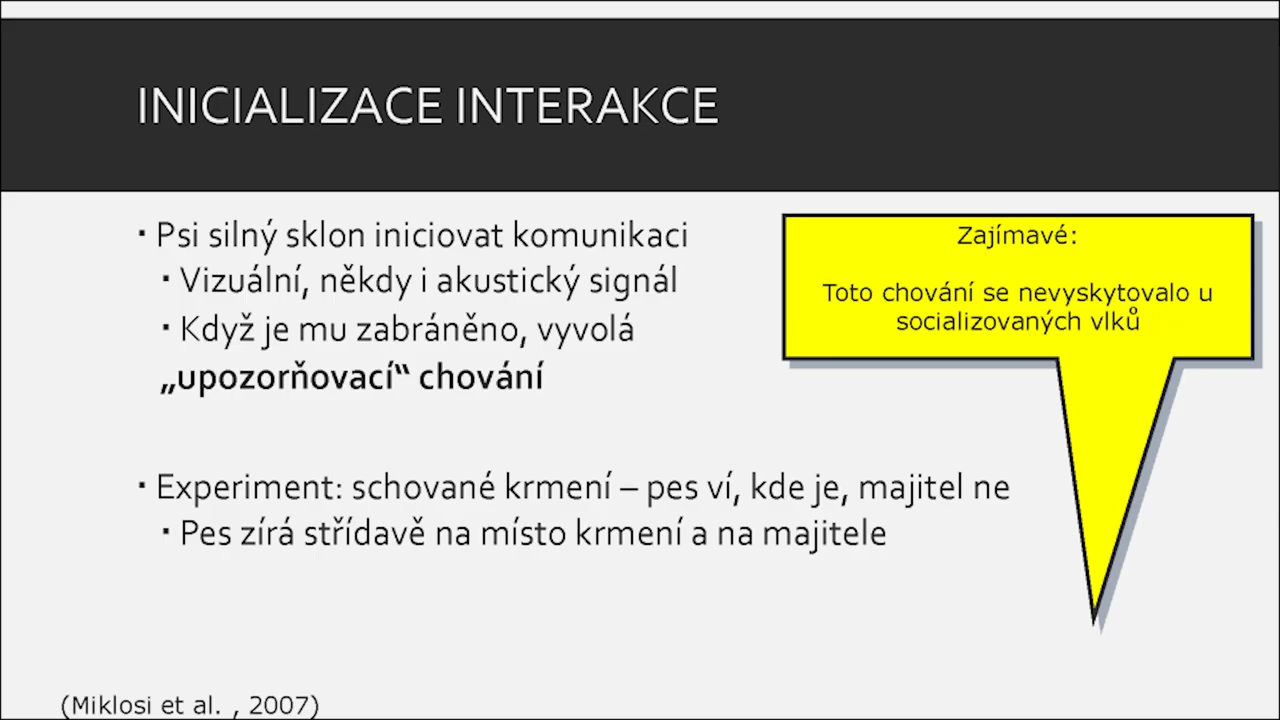 INICIALIZACE INTERAKCE
▪ Psi silný sklon iniciovat komunikaci
▪ Vizuální, někdy i akustický signál
▪ Když je mu zabráněno, vyvolá
„upozorňovací“ chování
▪ Experiment: schované krmení – pes ví, kde je, majitel ne
▪ Pes zírá střídavě na místo krmení a na majitele
Zajímavé:
Toto chování se nevyskytovalo u
socializovaných vlků
(Miklosi et al. , 2007)